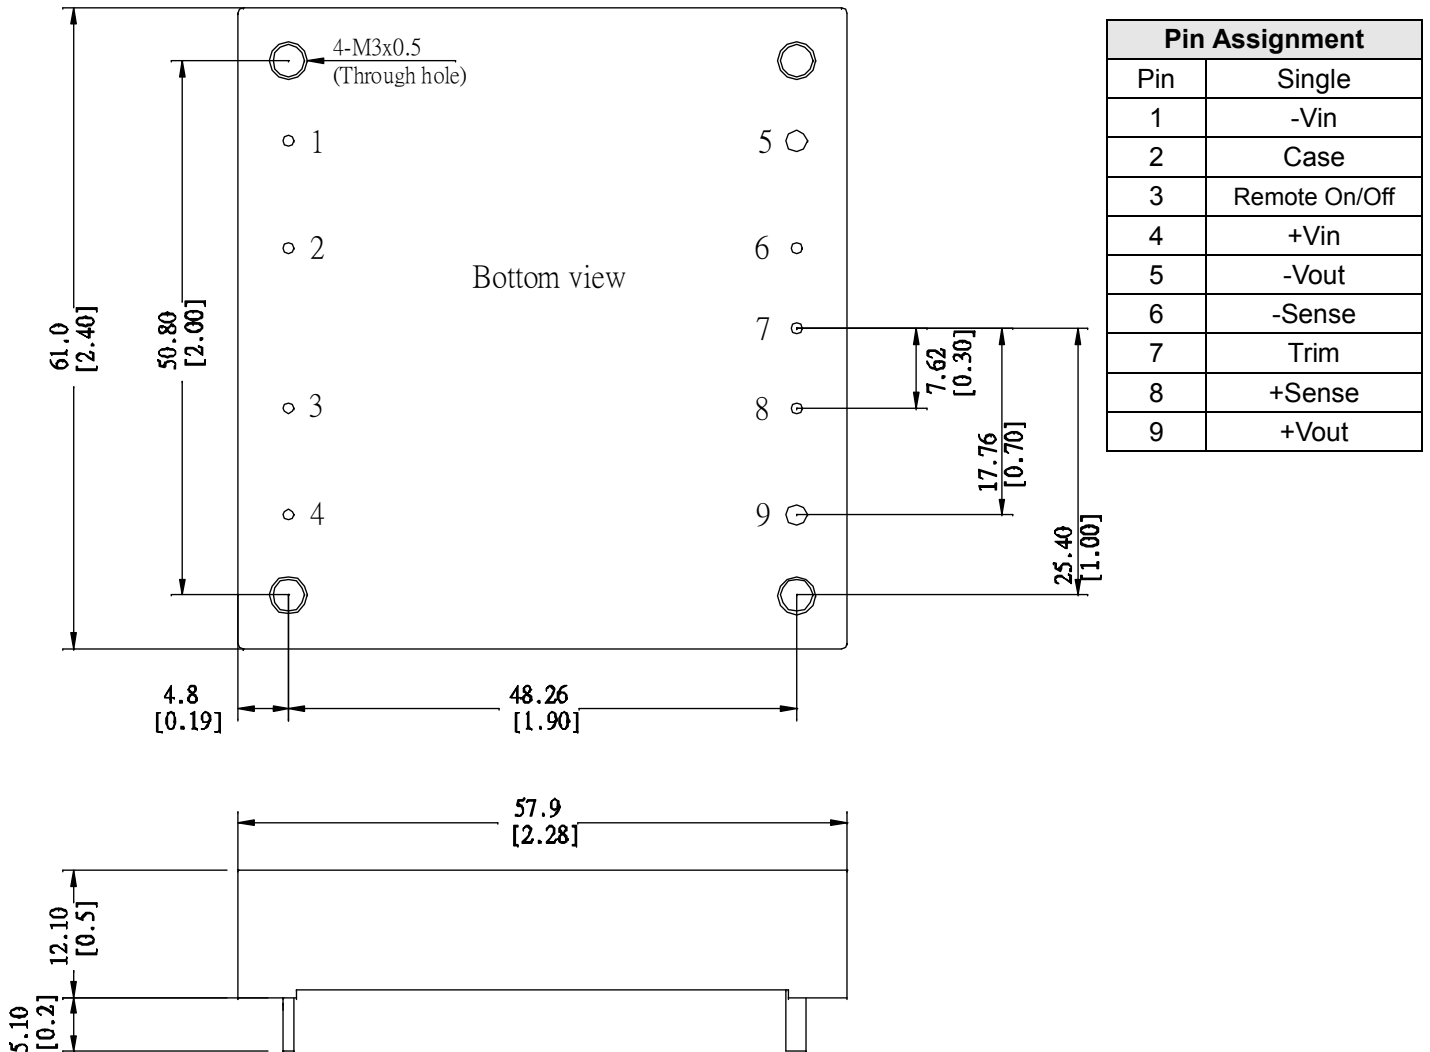 4-M3x0.5
(Through hole)
1
5
2
6
Bottom view
7
3
8
4
9
61.0
[2.40]
50.80
[2.00]
7.62
[0.30]
17.76
[0.70]
25.40
[1.00]
4.8
[0.19]
48.26
[1.90]
57.9
[2.28]
12.10
[0.5]
5.10
[0.2]
Pin Assignment
Pin Single
1 -Vin
2 Case
3 Remote On/Off
4 +Vin
5 -Vout
6 -Sense
7 Trim
8 +Sense
9 +Vout